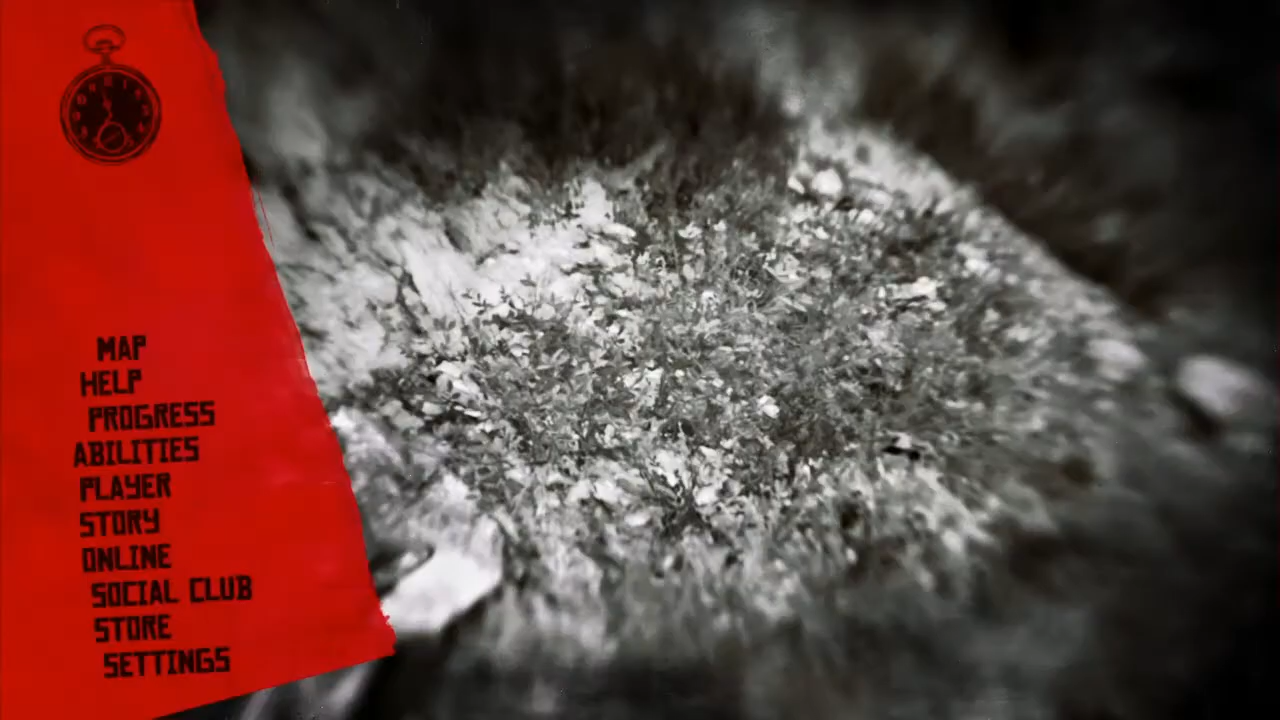 MAP
HELP
PROGRESS
ABILITIES
PLAYER
STORY
ONLINE
SOCIAL CLUB
STORE
SETTINGS